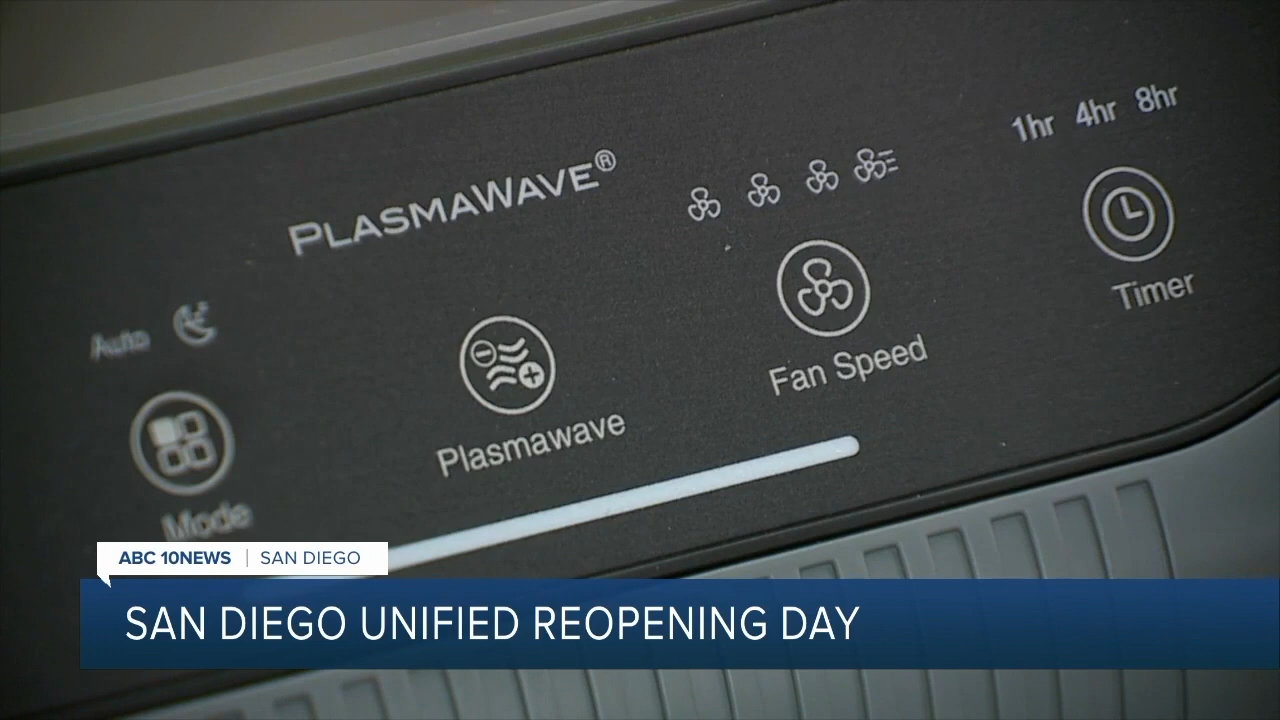 1hr 4hr 8hr
PLASMAWAVE®
Auto
Timer
Fan Speed
Plasmawave
Mode
ABC 10NEWS | SAN DIEGO
SAN DIEGO UNIFIED REOPENING DAY